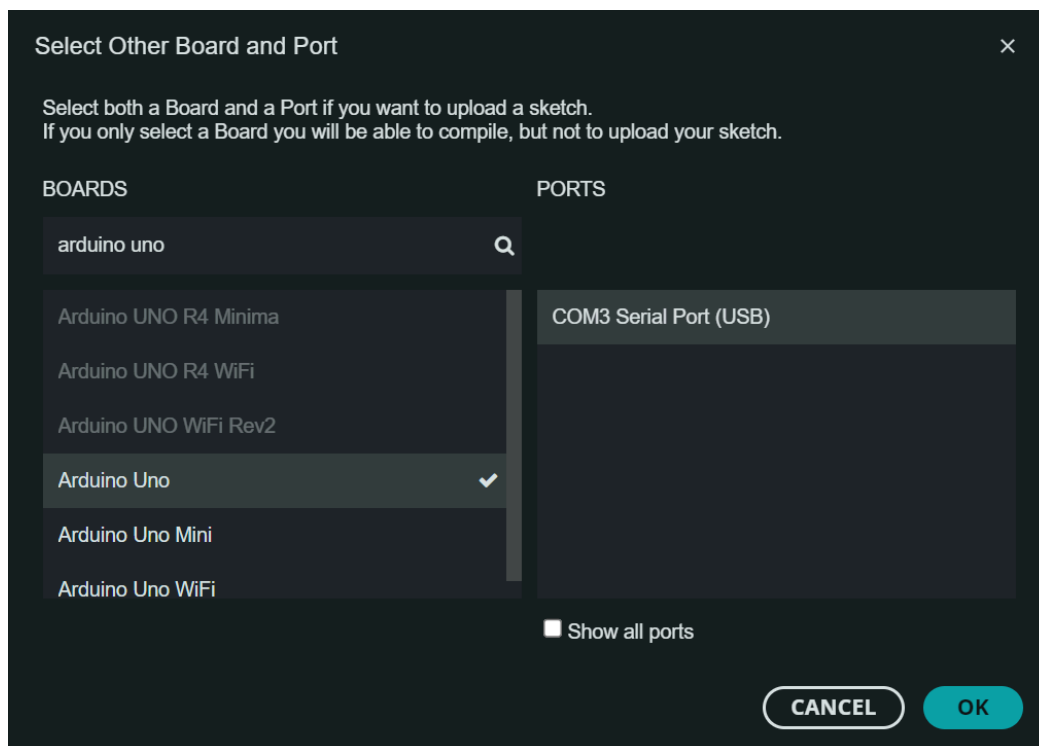 Select Other Board and Port
Select both a Board and a Port if you want to upload a sketch.
If you only select a Board you will be able to compile, but not to upload your sketch.
BOARDS
arduino uno
Arduino UNO R4 Minima
Arduino UNO R4 WiFi
Arduino UNO WiFi Rev2
Arduino Uno
Arduino Uno Mini
Arduino Uno WiFi
PORTS
COM3 Serial Port (USB)
Show all ports
CANCEL
OK